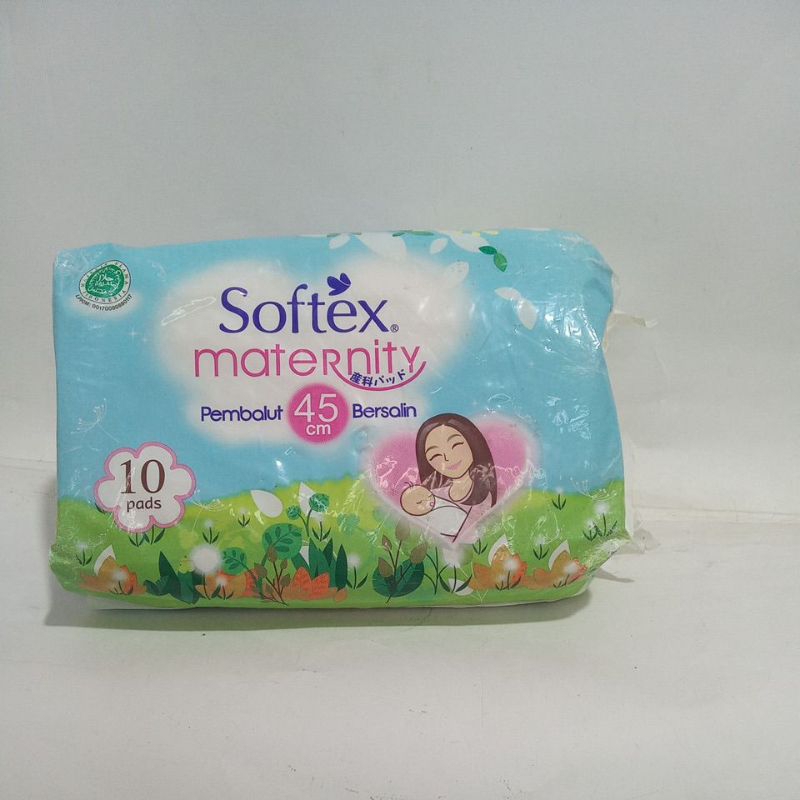 Softex®
maternity
産科パッド
Pembalut 45 cm Bersalin
10
pads